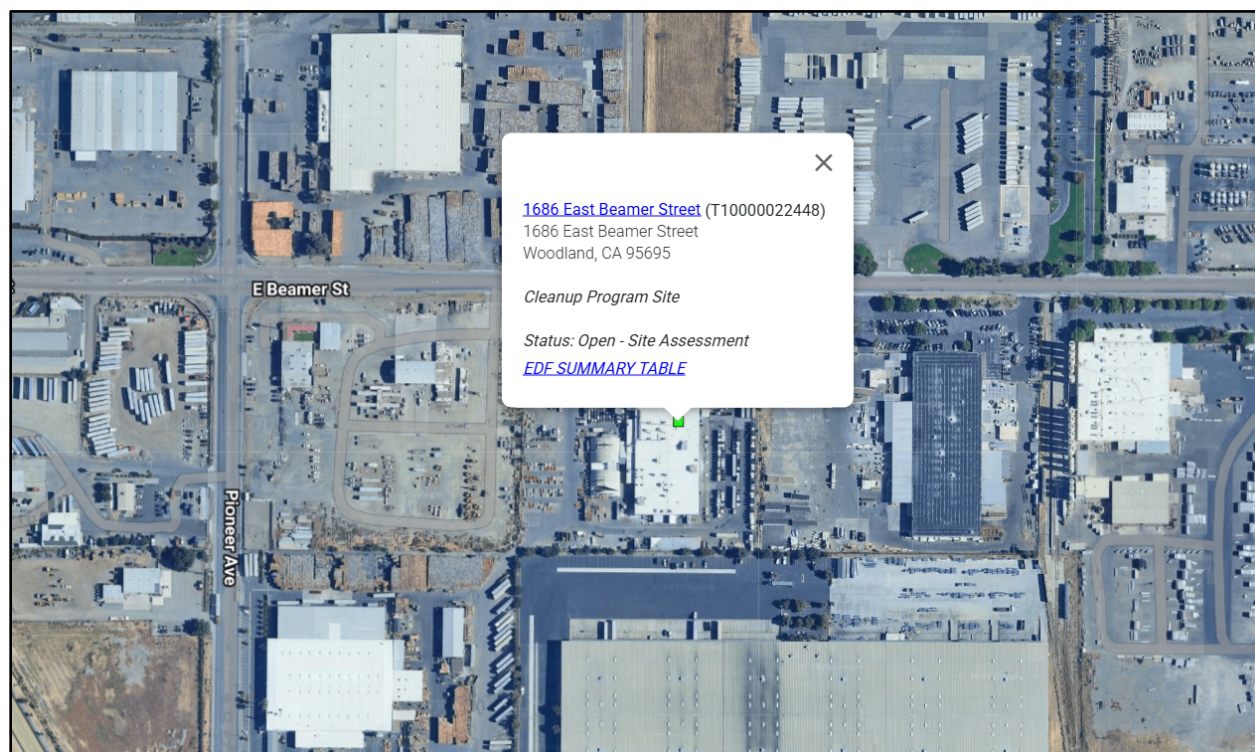 1686 East Beamer Street (T10000022448)
1686 East Beamer Street
Woodland, CA 95695
Cleanup Program Site
Status: Open - Site Assessment
EDF SUMMARY TABLE
E Beamer St
Pioneer Ave